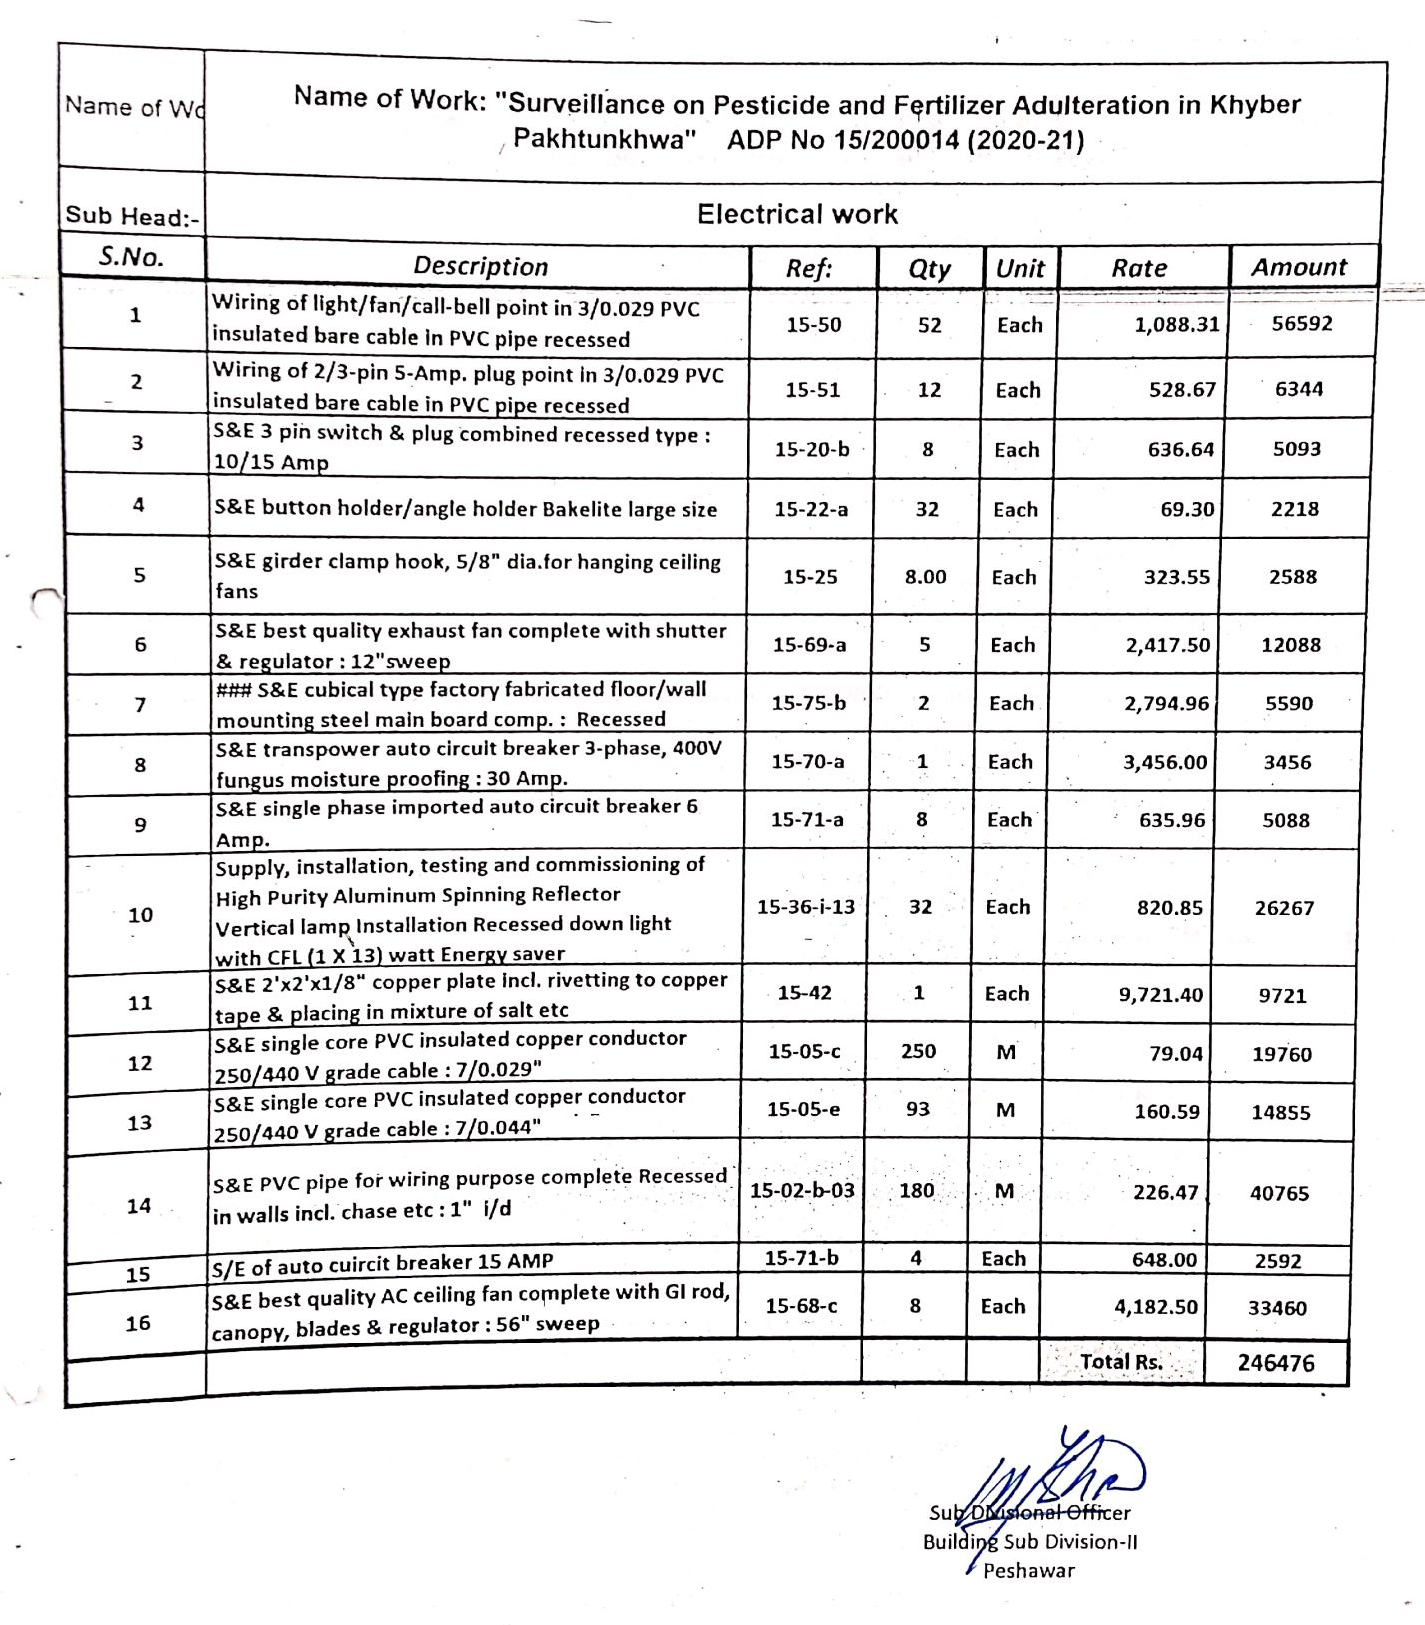 Name of Wo
Name of Work: "Surveillance on Pesticide and Fertilizer Adulteration in Khyber
Pakhtunkhwa" ADP No 15/200014 (2020-21)
Sub Head:- Electrical work
S.No. Description Ref: Qty Unit Rate Amount
1 Wiring of light/fan/call-bell point in 3/0.029 PVC
insulated bare cable in PVC pipe recessed 15-50 52 Each 1,088.31 56592
2 Wiring of 2/3-pin 5-Amp. plug point in 3/0.029 PVC
insulated bare cable in PVC pipe recessed 15-51 12 Each 528.67 6344
3 S&E 3 pin switch & plug combined recessed type :
10/15 Amp 15-20-b 8 Each 636.64 5093
4 S&E button holder/angle holder Bakelite large size 15-22-a 32 Each 69.30 2218
5 S&E girder clamp hook, 5/8" dia.for hanging ceiling
fans 15-25 8.00 Each 323.55 2588
6 S&E best quality exhaust fan complete with shutter
& regulator : 12"sweep 15-69-a 5 Each 2,417.50 12088
7 ### S&E cubical type factory fabricated floor/wall
mounting steel main board comp. : Recessed 15-75-b 2 Each 2,794.96 5590
8 S&E transpower auto circuit breaker 3-phase, 400V
fungus moisture proofing : 30 Amp. 15-70-a 1 Each 3,456.00 3456
9 S&E single phase imported auto circuit breaker 6
Amp. 15-71-a 8 Each 635.96 5088
10 Supply, installation, testing and commissioning of
High Purity Aluminum Spinning Reflector
Vertical lamp Installation Recessed down light
with CFL (1 X 13) watt Energy saver 15-36-i-13 32 Each 820.85 26267
11 S&E 2'x2'x1/8" copper plate incl. rivetting to copper
tape & placing in mixture of salt etc 15-42 1 Each 9,721.40 9721
12 S&E single core PVC insulated copper conductor
250/440 V grade cable : 7/0.029" 15-05-c 250 M 79.04 19760
13 S&E single core PVC insulated copper conductor
250/440 V grade cable : 7/0.044" 15-05-e 93 M 160.59 14855
14 S&E PVC pipe for wiring purpose complete Recessed
in walls incl. chase etc : 1" i/d 15-02-b-03 180 M 226.47 40765
15 S/E of auto cuircit breaker 15 AMP 15-71-b 4 Each 648.00 2592
16 S&E best quality AC ceiling fan complete with GI rod,
canopy, blades & regulator : 56" sweep 15-68-c 8 Each 4,182.50 33460
Total Rs. 246476
Sub Divisional Officer
Building Sub Division-II
Peshawar